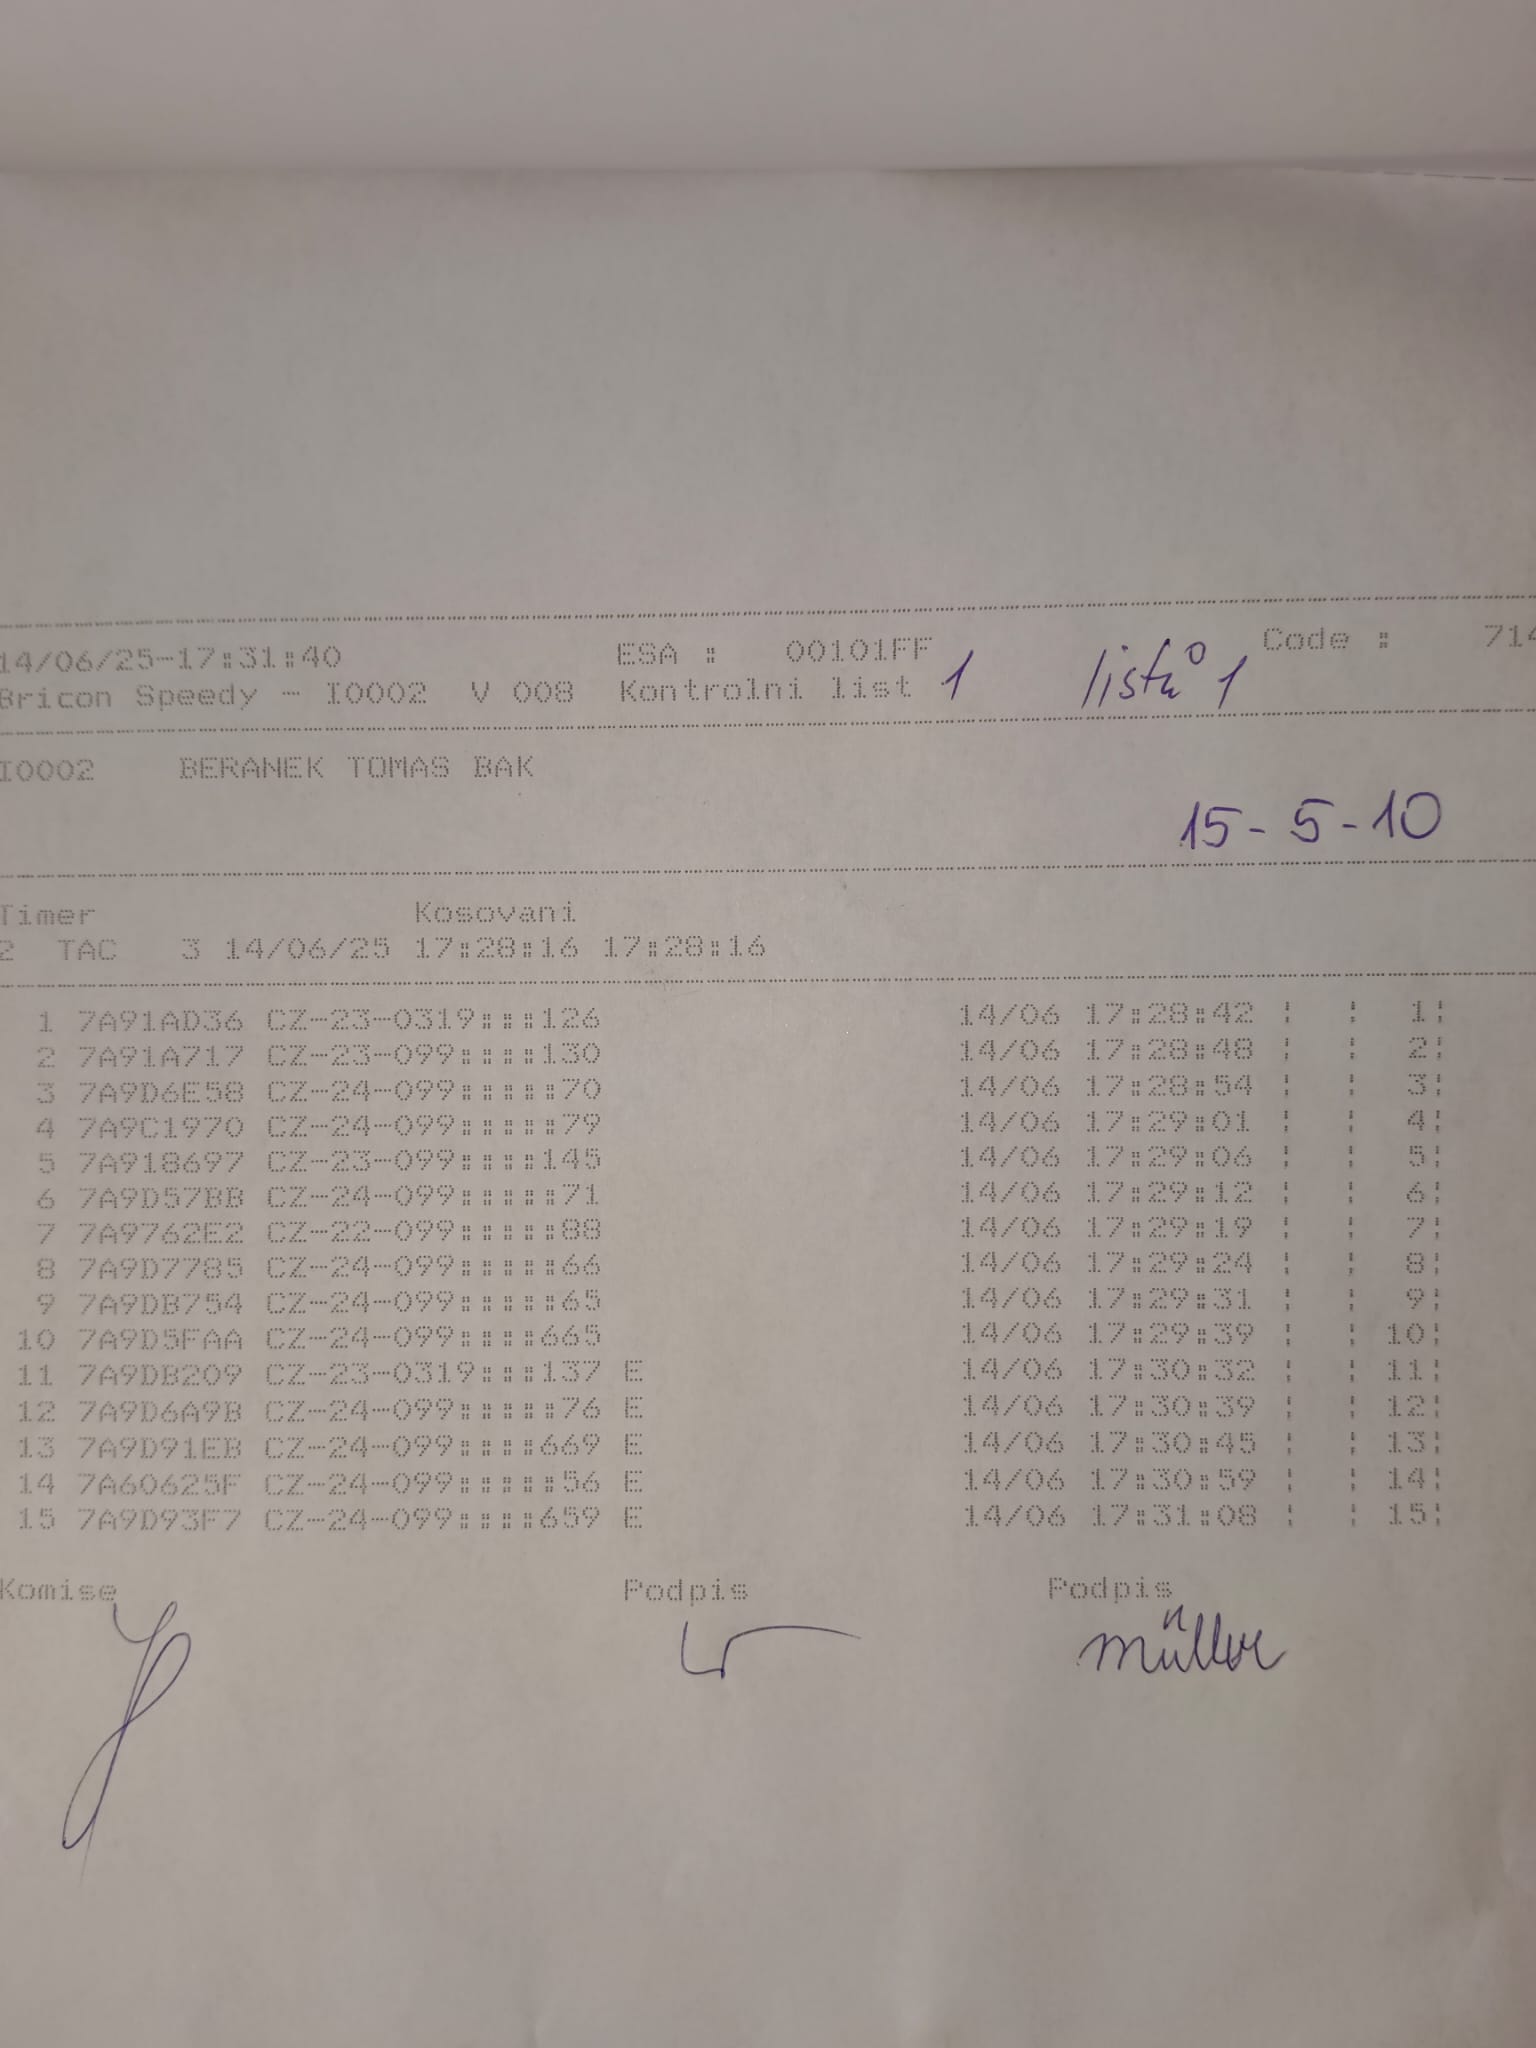 14/06/25-17:31:40 ESA : 00101FF Code : 714
Bricon Speedy - I0002 V 008 Kontrolni list 1 listů 1
I0002 BERANEK TOMAS BAK
15-5-10
Timer Kosovani
2 TAC 3 14/06/25 17:28:16 17:28:16
1 7A91AD36 CZ-23-0319::::126 14/06 17:28:42 : : 1:
2 7A91A717 CZ-23-099:::::130 14/06 17:28:48 : : 2:
3 7A9D6E58 CZ-24-099::::::70 14/06 17:28:54 : : 3:
4 7A9C1970 CZ-24-099::::::79 14/06 17:29:01 : : 4:
5 7A918697 CZ-23-099:::::145 14/06 17:29:06 : : 5:
6 7A9D57BB CZ-24-099::::::71 14/06 17:29:12 : : 6:
7 7A9762E2 CZ-22-099::::::88 14/06 17:29:19 : : 7:
8 7A9D7785 CZ-24-099::::::66 14/06 17:29:24 : : 8:
9 7A9DB754 CZ-24-099::::::65 14/06 17:29:31 : : 9:
10 7A9D5FAA CZ-24-099:::::665 14/06 17:29:39 : : 10:
11 7A9DB209 CZ-23-0319::::137 E 14/06 17:30:32 : : 11:
12 7A9D6A9B CZ-24-099::::::76 E 14/06 17:30:39 : : 12:
13 7A9D91EB CZ-24-099:::::669 E 14/06 17:30:45 : : 13:
14 7A60625F CZ-24-099::::::56 E 14/06 17:30:59 : : 14:
15 7A9D93F7 CZ-24-099:::::659 E 14/06 17:31:08 : : 15:
Komise Podpis Podpis
Müller